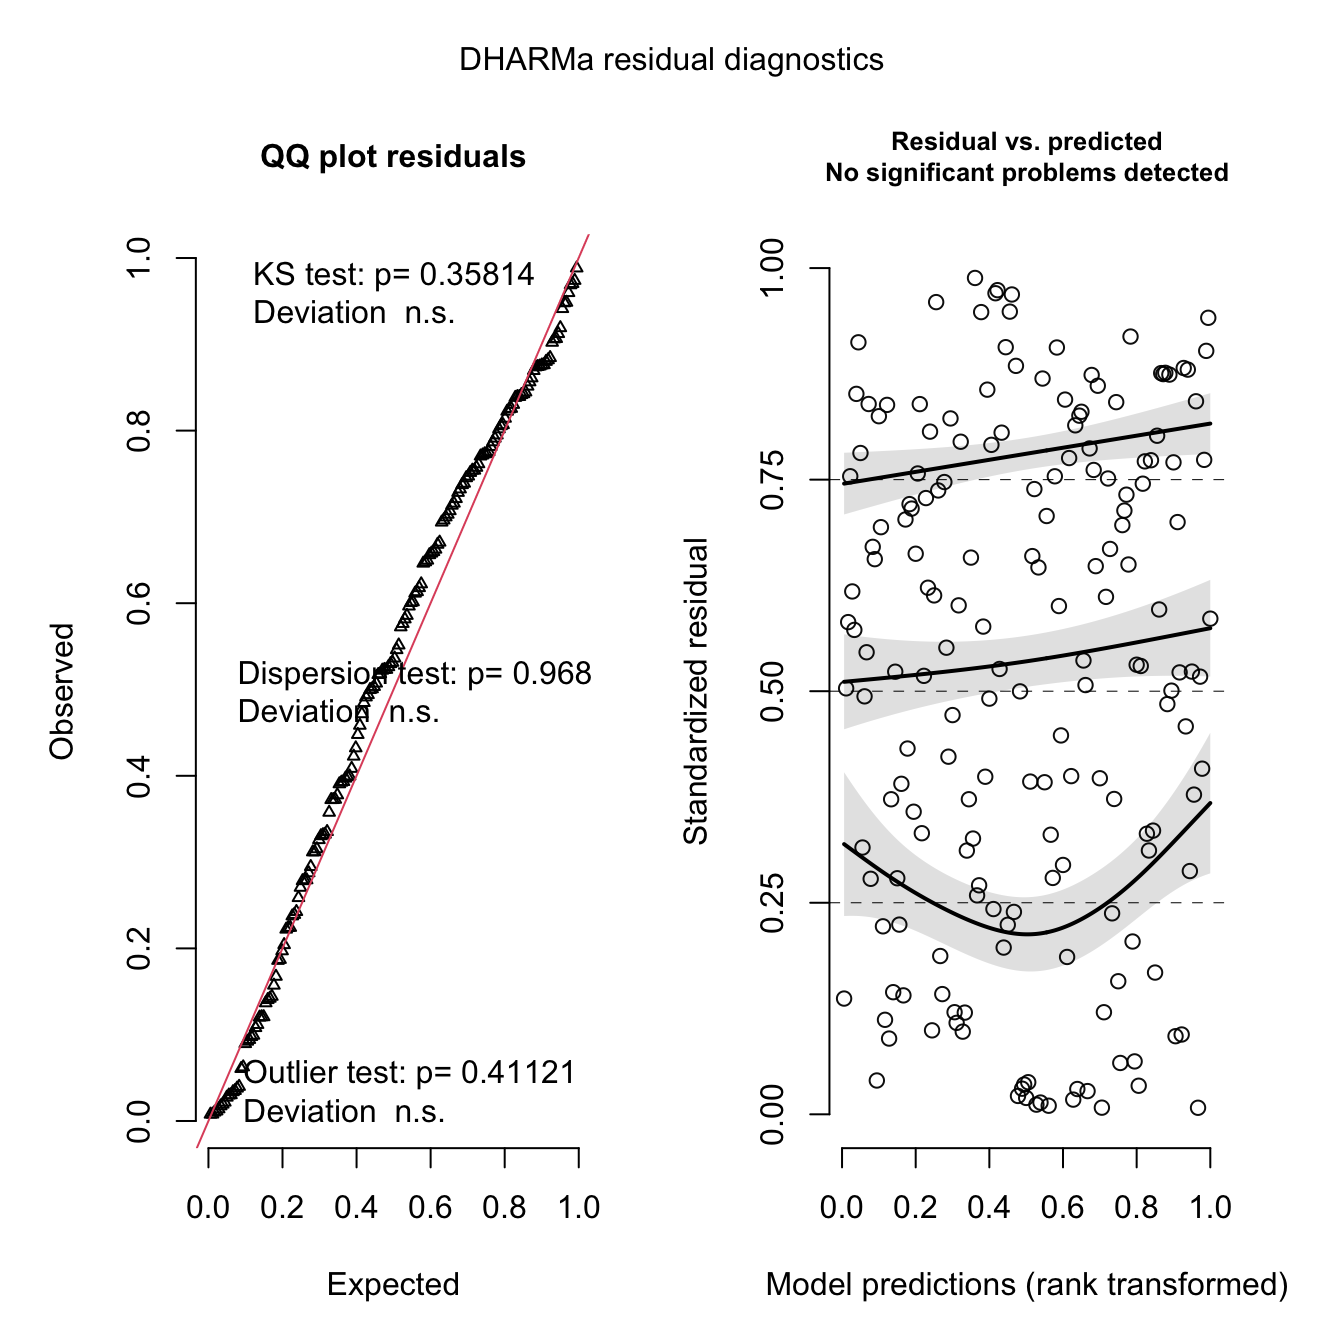 DHARMa residual diagnostics
QQ plot residuals
KS test: p= 0.35814
Deviation  n.s.
Dispersion test: p= 0.968
Deviation  n.s.
Outlier test: p= 0.41121
Deviation  n.s.
Observed
0.0
0.2
0.4
0.6
0.8
1.0
0.0 0.2 0.4 0.6 0.8 1.0
Expected
Residual vs. predicted
No significant problems detected
Standardized residual
0.00
0.25
0.50
0.75
1.00
0.0 0.2 0.4 0.6 0.8 1.0
Model predictions (rank transformed)